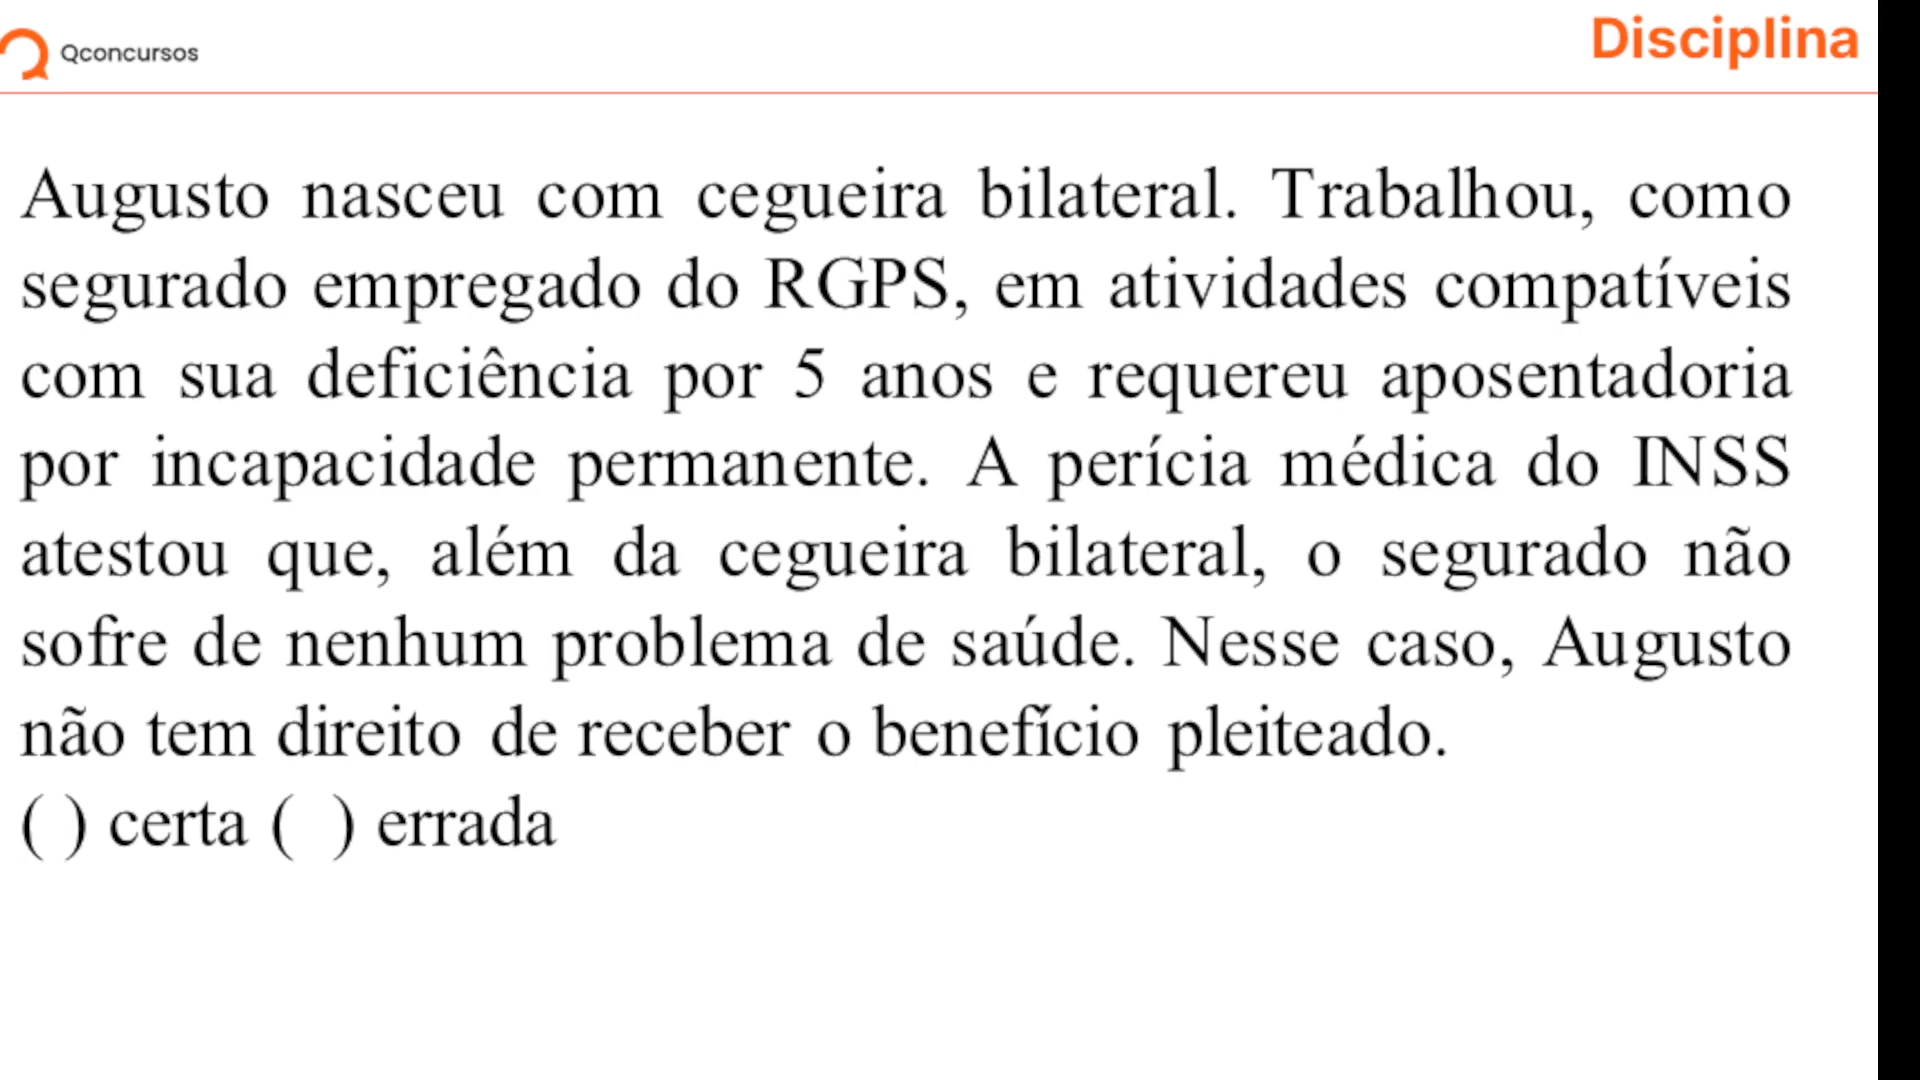 Qconcursos
Disciplina
Augusto nasceu com cegueira bilateral. Trabalhou, como
segurado empregado do RGPS, em atividades compatíveis
com sua deficiência por 5 anos e requereu aposentadoria
por incapacidade permanente. A perícia médica do INSS
atestou que, além da cegueira bilateral, o segurado não
sofre de nenhum problema de saúde. Nesse caso, Augusto
não tem direito de receber o benefício pleiteado.
( ) certa ( ) errada